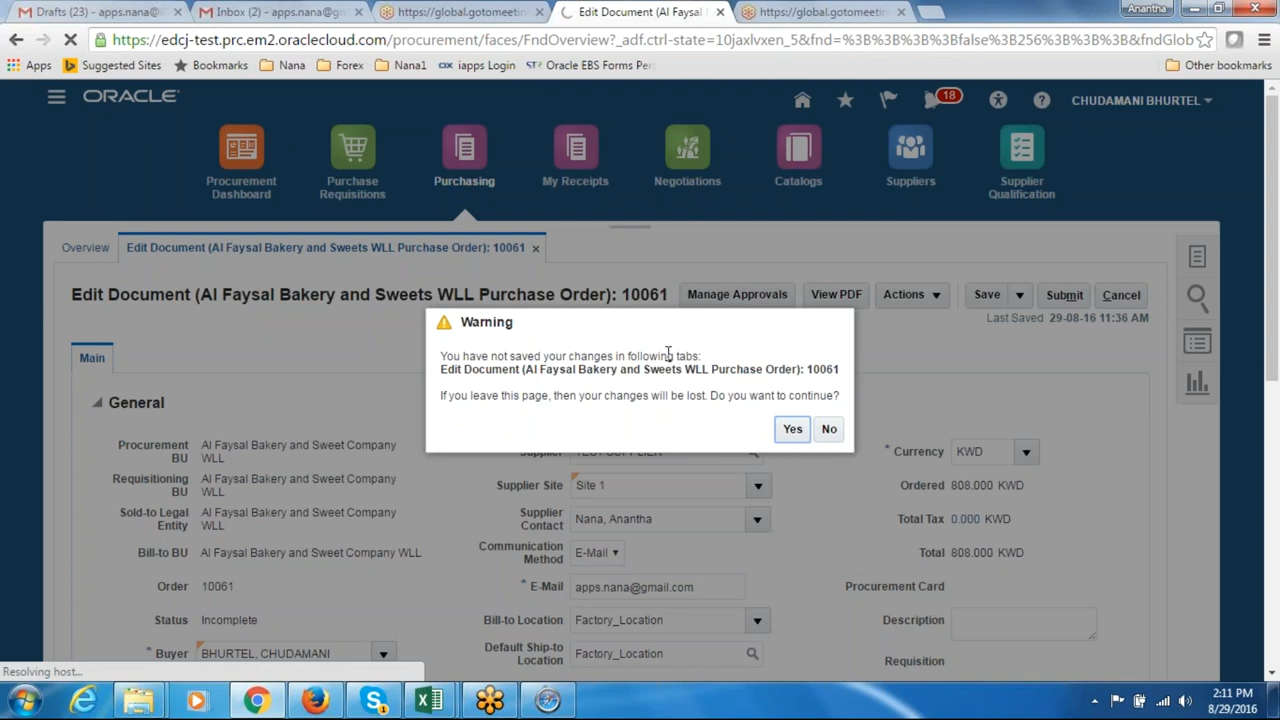 Drafts (23) - apps.nana@
Inbox (2) - apps.nana@gm
https://global.gotomeetin
Edit Document (Al Faysal
https://global.gotomeetin
Anantha
https://edcj-test.prc.em2.oraclecloud.com/procurement/faces/FndOverview?_adf.ctrl-state=10jaxlvxen_5&fnd=%3B%3B%3B%3Bfalse%3B256%3B%3B%3B&fndGlob
Apps Suggested Sites Bookmarks Nana Forex Nana1 iapps Login Oracle EBS Forms Per Other bookmarks
ORACLE
18 CHUDAMANI BHURTEL
Procurement Dashboard
Purchase Requisitions
Purchasing
My Receipts
Negotiations
Catalogs
Suppliers
Supplier Qualification
Overview Edit Document (Al Faysal Bakery and Sweets WLL Purchase Order): 10061
Edit Document (Al Faysal Bakery and Sweets WLL Purchase Order): 10061 Manage Approvals View PDF Actions Save Submit Cancel
Last Saved 29-08-16 11:36 AM
Warning
You have not saved your changes in following tabs:
Edit Document (Al Faysal Bakery and Sweets WLL Purchase Order): 10061
If you leave this page, then your changes will be lost. Do you want to continue?
Yes No
Main
General
Procurement BU Al Faysal Bakery and Sweet Company WLL
Requisitioning BU Al Faysal Bakery and Sweet Company WLL
Sold-to Legal Entity Al Faysal Bakery and Sweet Company WLL
Bill-to BU Al Faysal Bakery and Sweet Company WLL
Order 10061
Status Incomplete
* Buyer BHURTEL, CHUDAMANI
Supplier TEST SUPPLIER
Supplier Site Site 1
Supplier Contact Nana, Anantha
Communication Method E-Mail
* E-Mail apps.nana@gmail.com
Bill-to Location Factory_Location
Default Ship-to Location Factory_Location
* Currency KWD
Ordered 808.000 KWD
Total Tax 0.000 KWD
Total 808.000 KWD
Procurement Card
Description
Requisition
Resolving host...
2:11 PM
8/29/2016